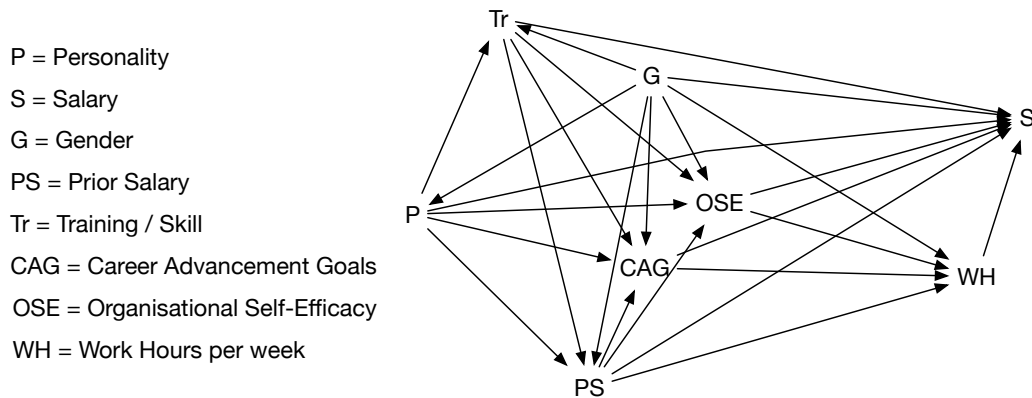 P = Personality
S = Salary
G = Gender
PS = Prior Salary
Tr = Training / Skill
CAG = Career Advancement Goals
OSE = Organisational Self-Efficacy
WH = Work Hours per week
Tr
G
S
P
OSE
CAG
WH
PS